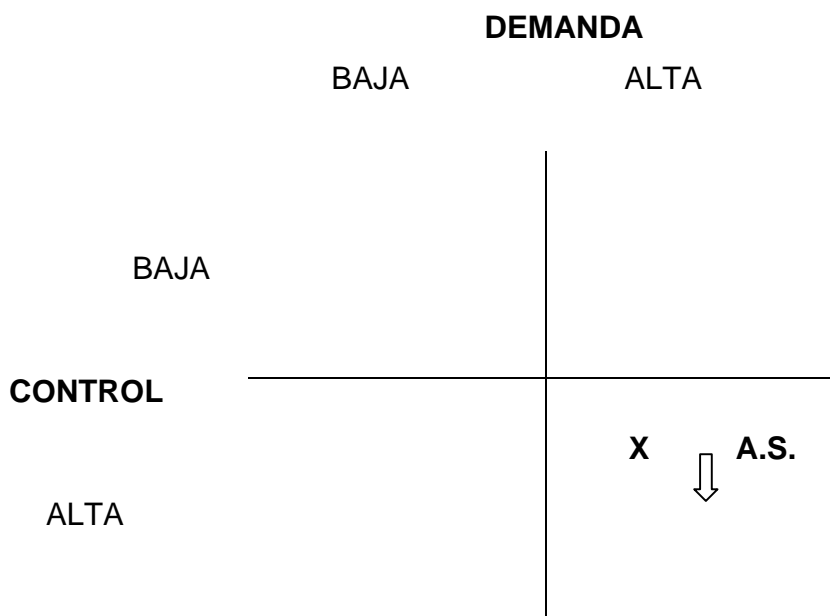 DEMANDA
BAJA ALTA
BAJA
CONTROL
X A.S.
ALTA